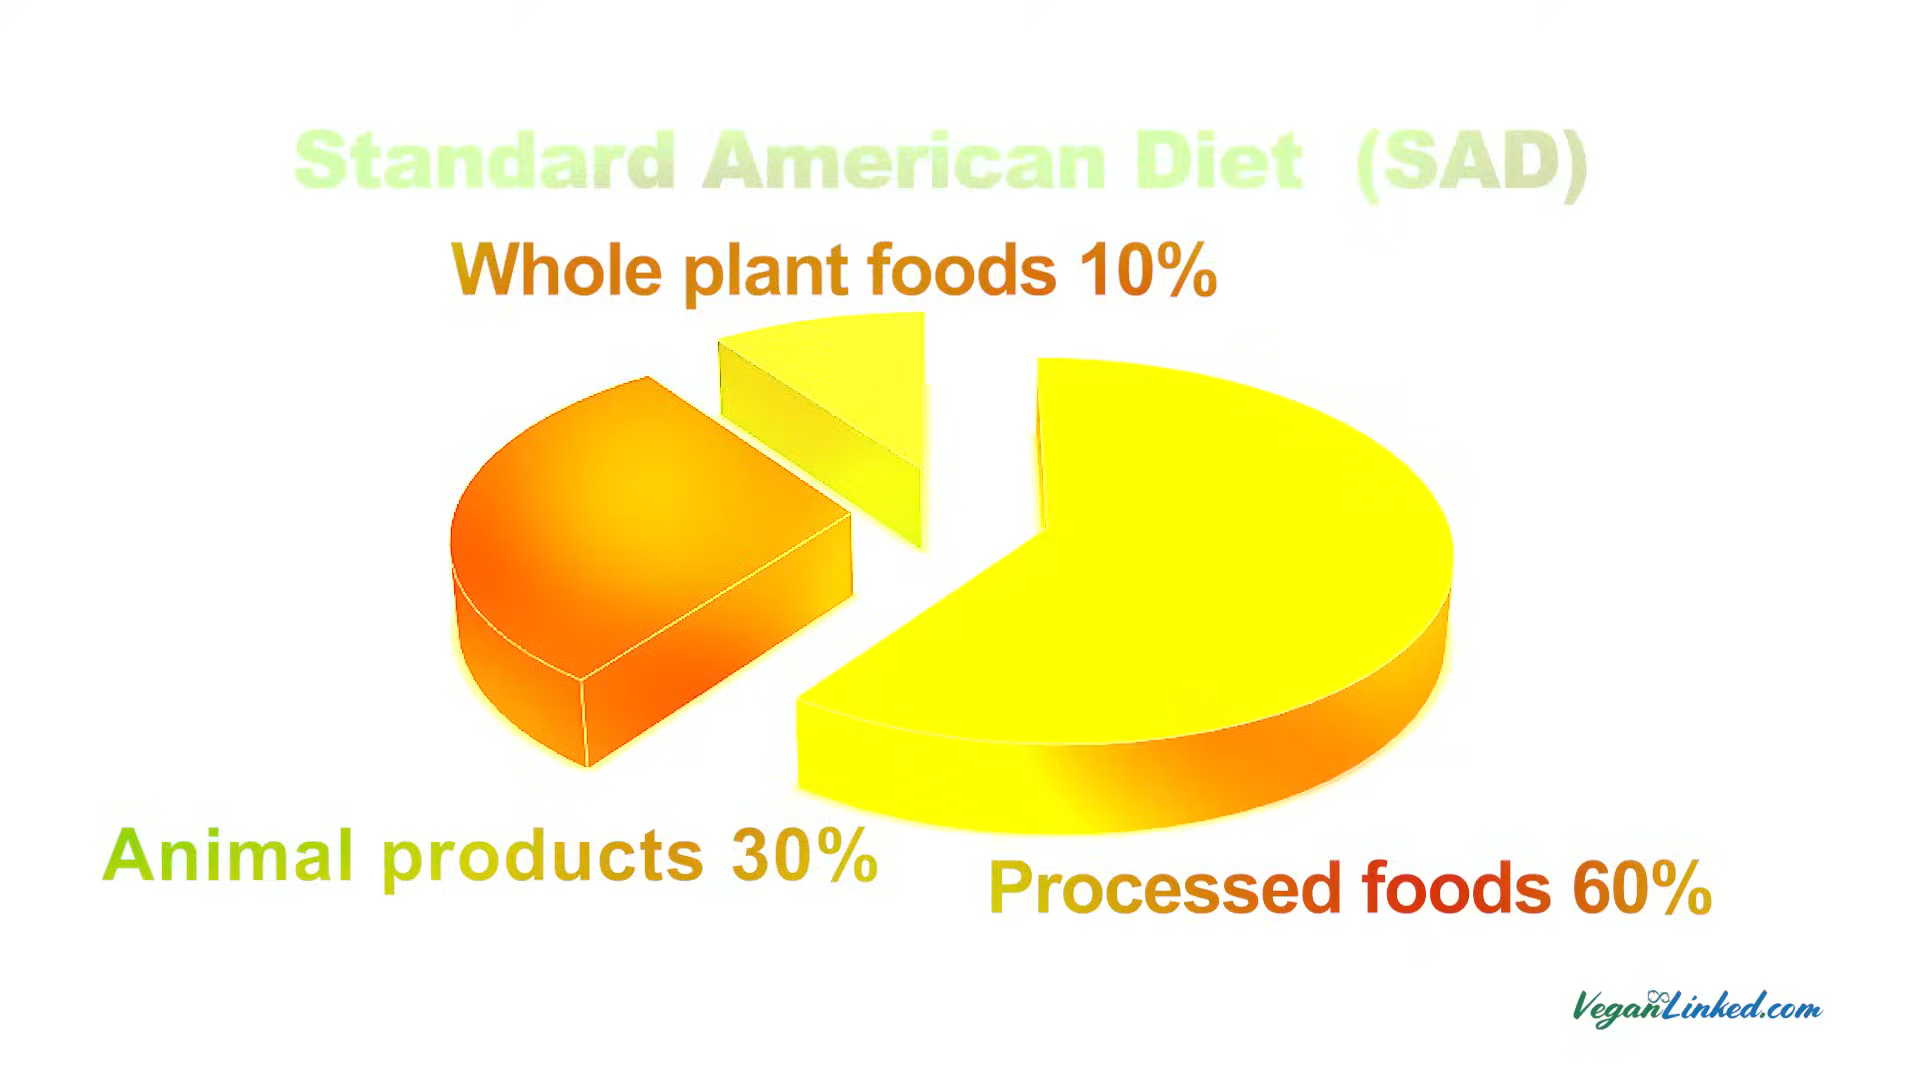 Standard American Diet (SAD)
Whole plant foods 10%
Animal products 30%
Processed foods 60%
VeganLinked.com